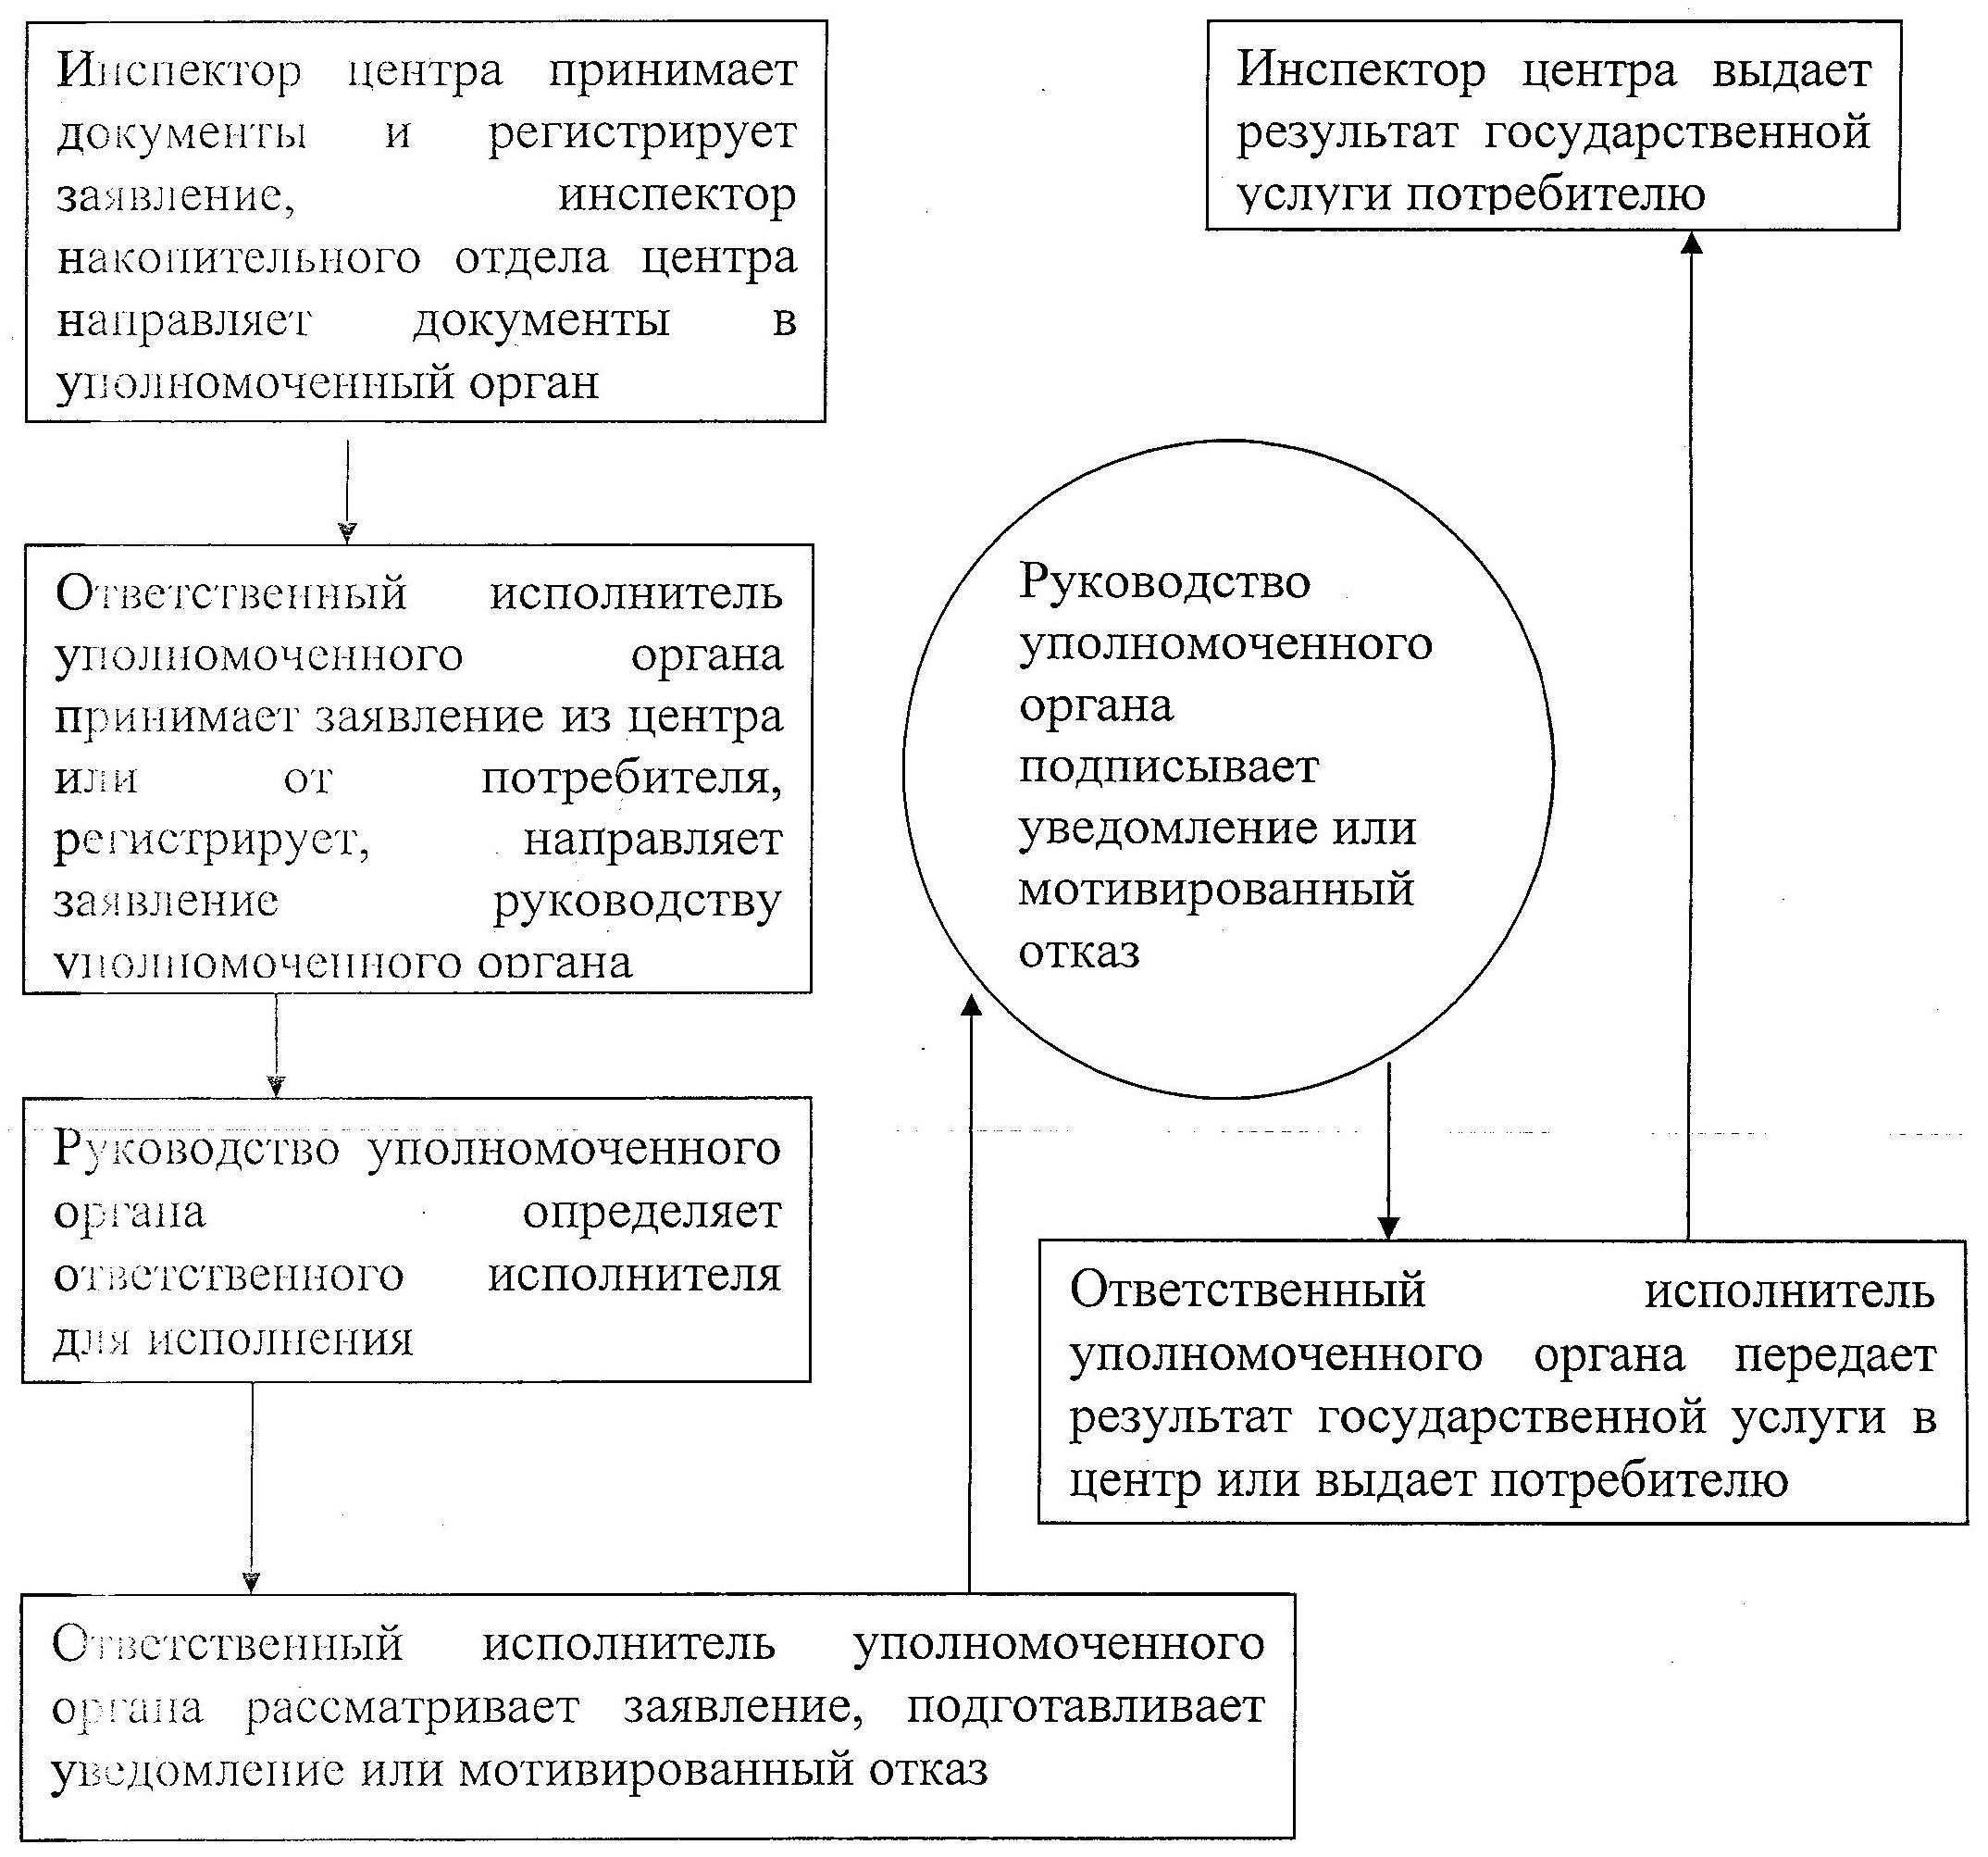 Инспектор центра принимает
документы и регистрирует
заявление, инспектор
накопительного отдела центра
направляет документы в
уполномоченный орган
Ответственный исполнитель
уполномоченного органа
принимает заявление из центра
или от потребителя,
регистрирует, направляет
заявление руководству
уполномоченного органа
Руководство уполномоченного
органа определяет
ответственного исполнителя
для исполнения
Ответственный исполнитель уполномоченного
органа рассматривает заявление, подготавливает
уведомление или мотивированный отказ
Руководство
уполномоченного
органа
подписывает
уведомление или
мотивированный
отказ
Ответственный исполнитель
уполномоченного органа передает
результат государственной услуги в
центр или выдает потребителю
Инспектор центра выдает
результат государственной
услуги потребителю